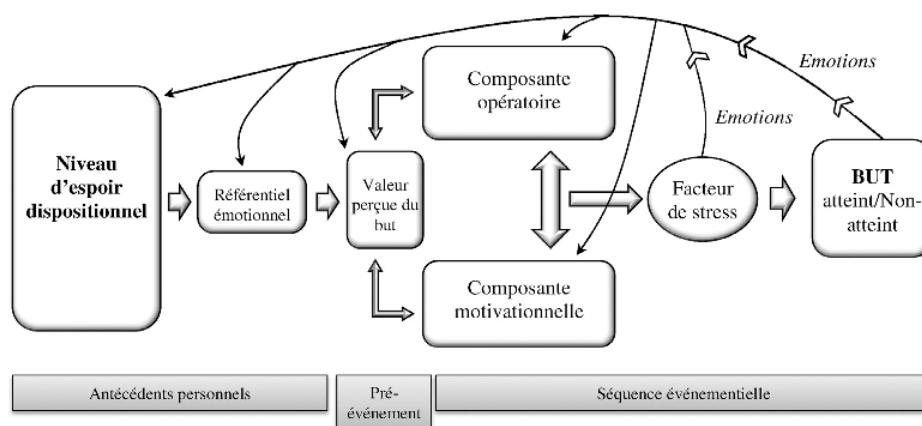 Emotions
Emotions
Niveau
d'espoir
dispositionnel
Référentiel
émotionnel
Valeur
perçue du
but
Composante
opératoire
Composante
motivationnelle
Facteur
de stress
BUT
atteint/Non-
atteint
Antécédents personnels
Pré-
événement
Séquence événementielle